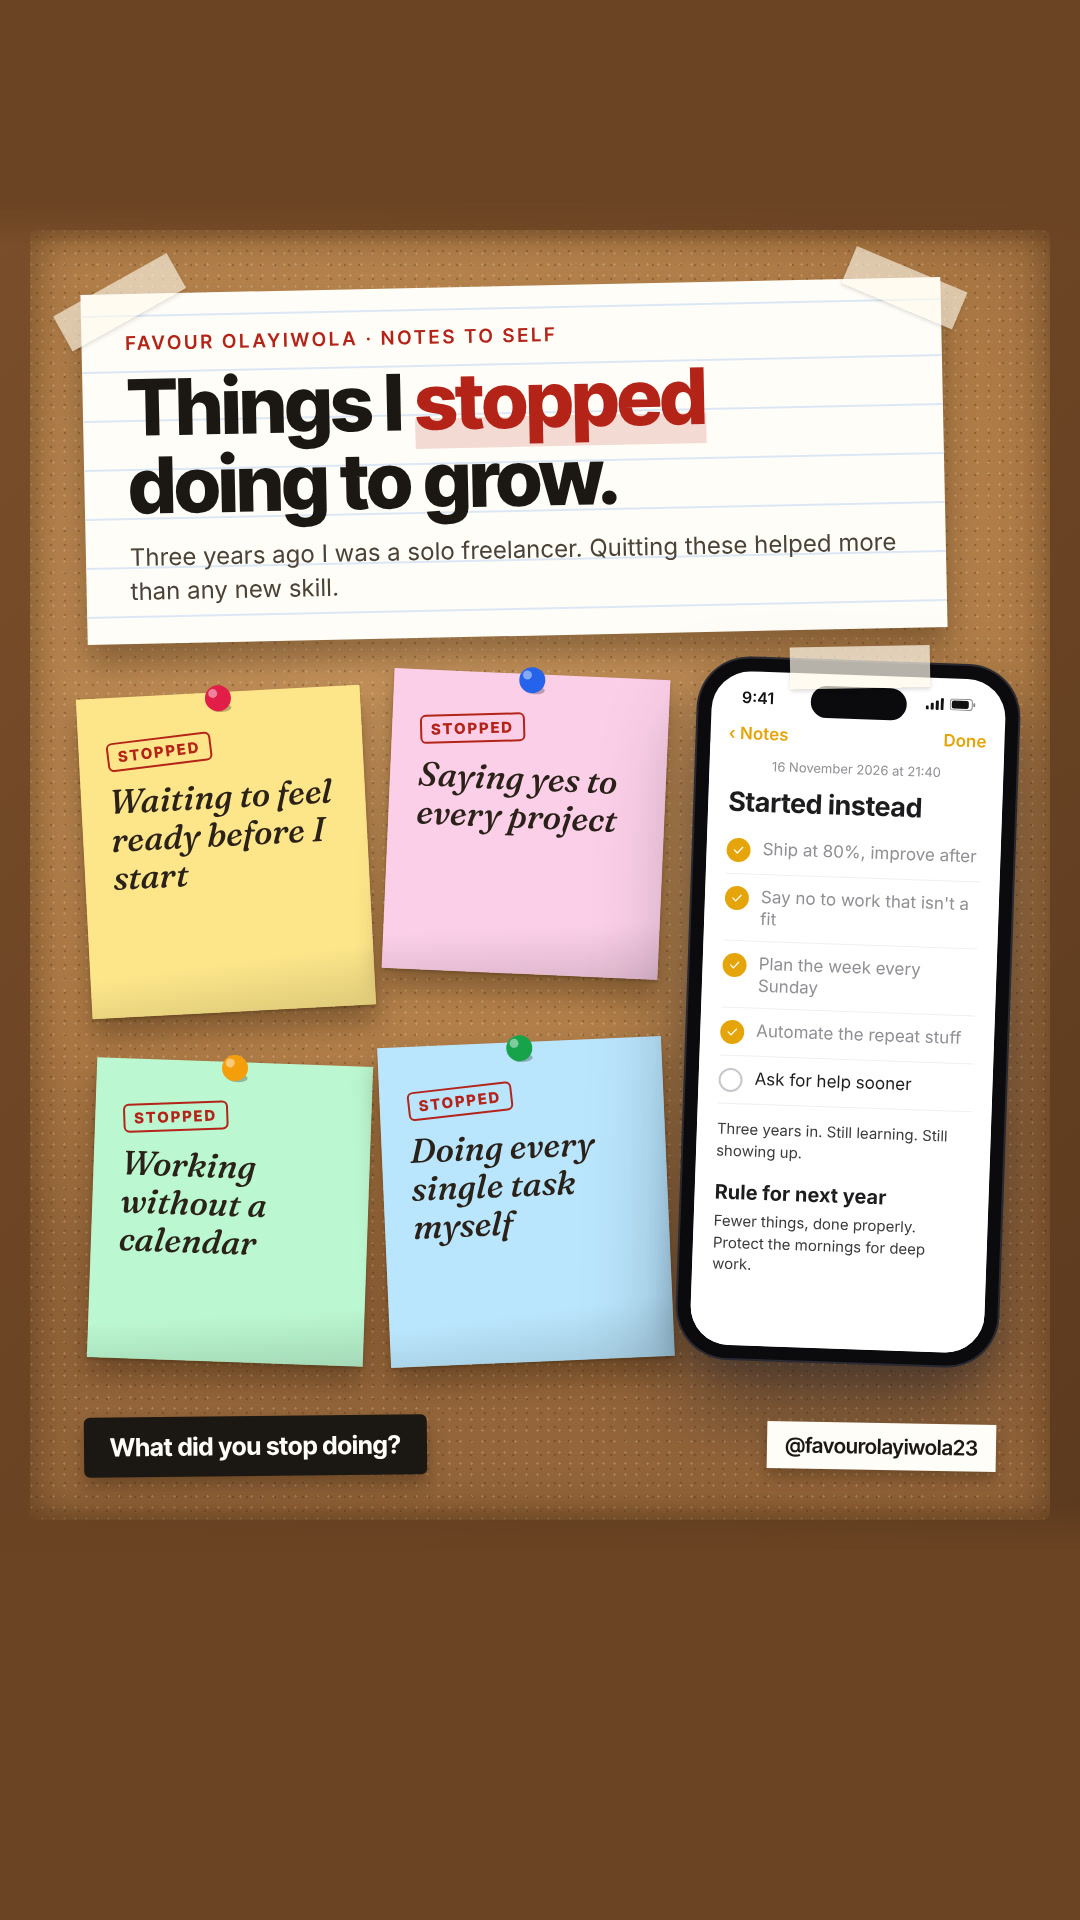 FAVOUR OLAYIWOLA · NOTES TO SELF
Things I stopped
doing to grow.
Three years ago I was a solo freelancer. Quitting these helped more
than any new skill.
STOPPED
Waiting to feel
ready before I
start
STOPPED
Saying yes to
every project
STOPPED
Working
without a
calendar
STOPPED
Doing every
single task
myself
9:41
‹ Notes
Done
16 November 2026 at 21:40
Started instead
Ship at 80%, improve after
Say no to work that isn't a
fit
Plan the week every
Sunday
Automate the repeat stuff
Ask for help sooner
Three years in. Still learning. Still
showing up.
Rule for next year
Fewer things, done properly.
Protect the mornings for deep
work.
What did you stop doing?
@favourolayiwola23